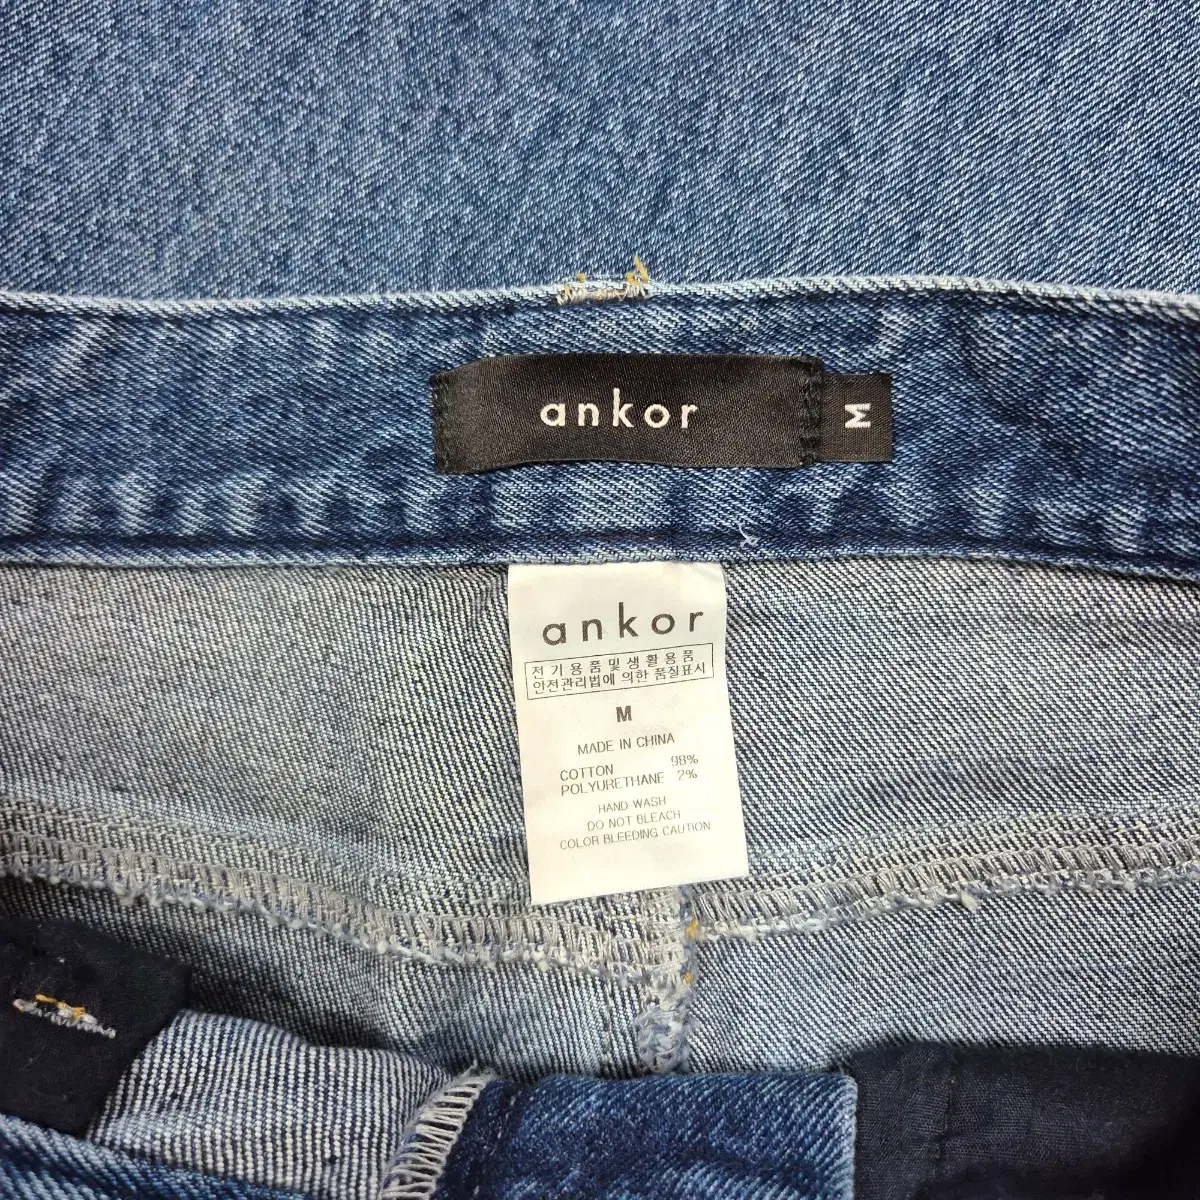 ankor
M
ankor
전기용품및생활용품
안전관리법에 의한 품질표시
M
MADE IN CHINA
COTTON 98%
POLYURETHANE 2%
HAND WASH
DO NOT BLEACH
COLOR BLEEDING CAUTION